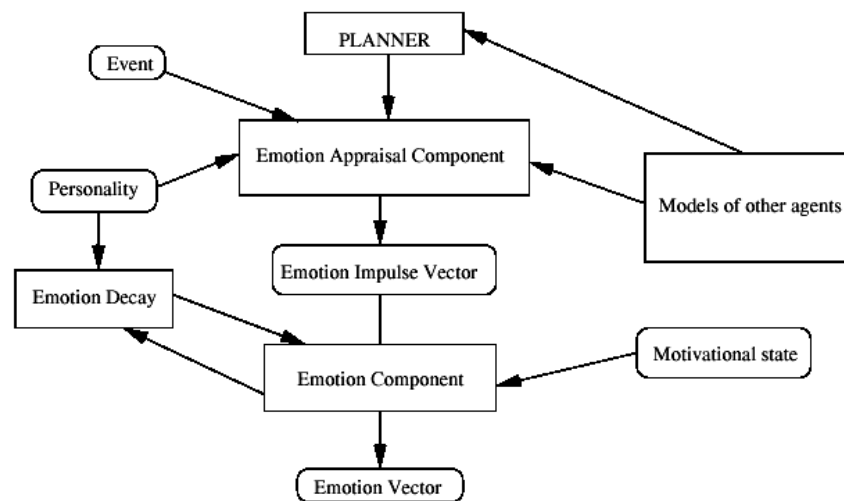 PLANNER
Event
Emotion Appraisal Component
Personality
Models of other agents
Emotion Impulse Vector
Emotion Decay
Motivational state
Emotion Component
Emotion Vector